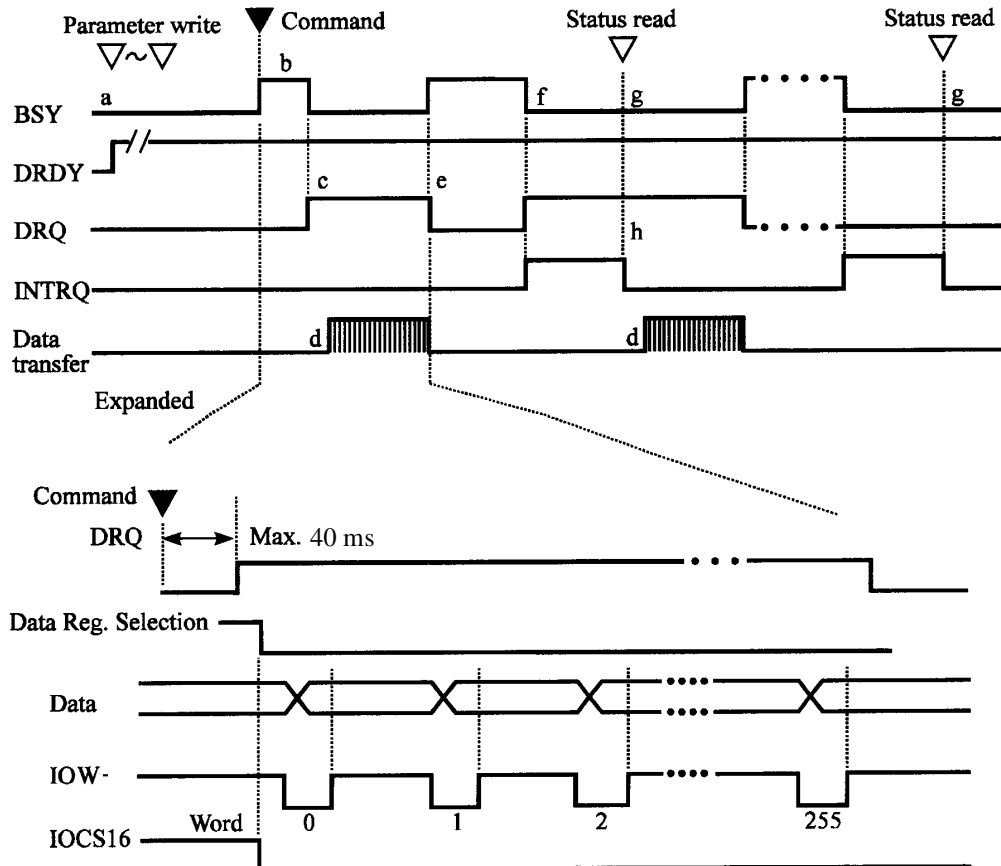 Parameter write
Command
Status read
Status read
b
a
f
g
g
BSY
DRDY
c
e
DRQ
h
INTRQ
d
d
Data
transfer
Expanded
Command
DRQ
Max. 40 ms
Data Reg. Selection
Data
IOW-
Word
0
1
2
255
IOCS16